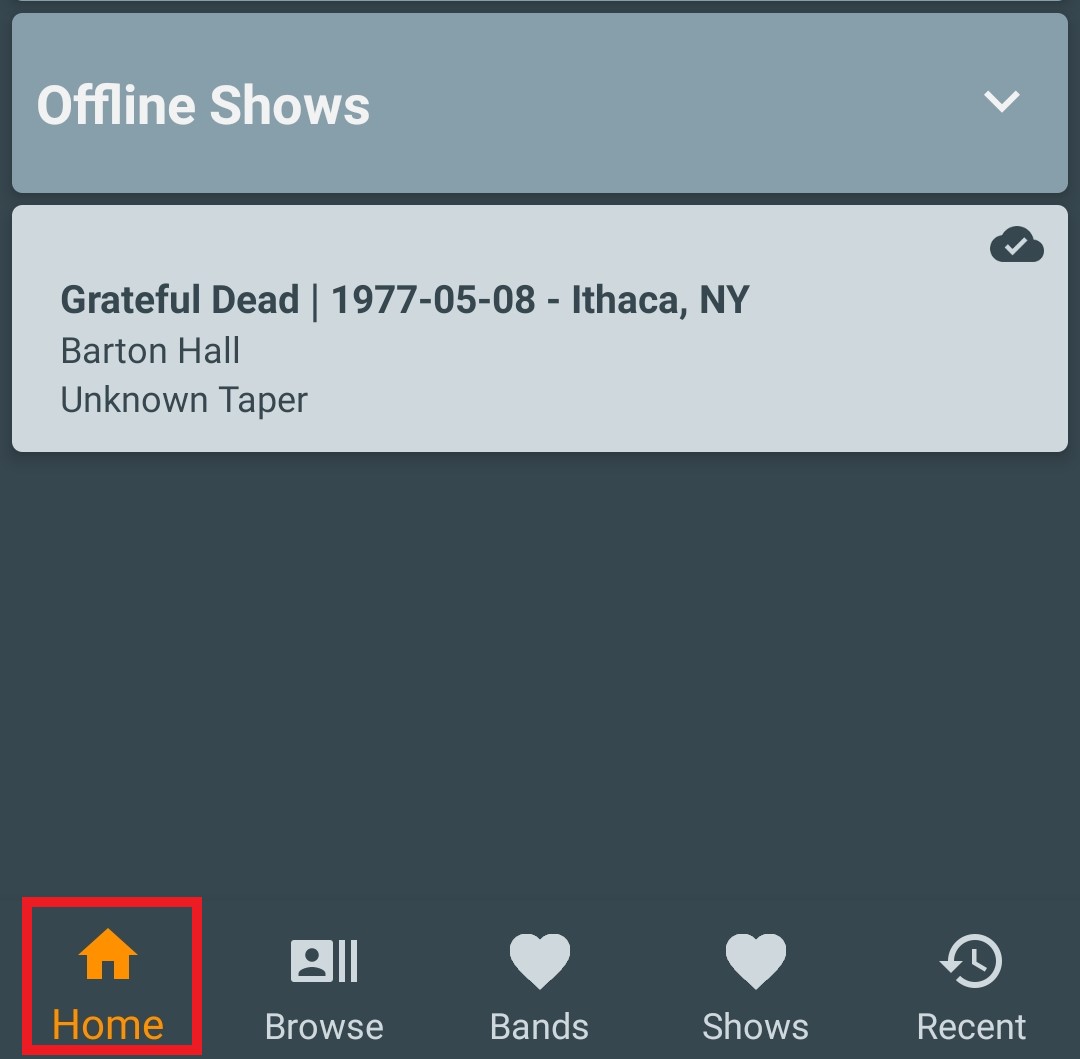 Offline Shows
Grateful Dead | 1977-05-08 - Ithaca, NY
Barton Hall
Unknown Taper
Home Browse Bands Shows Recent